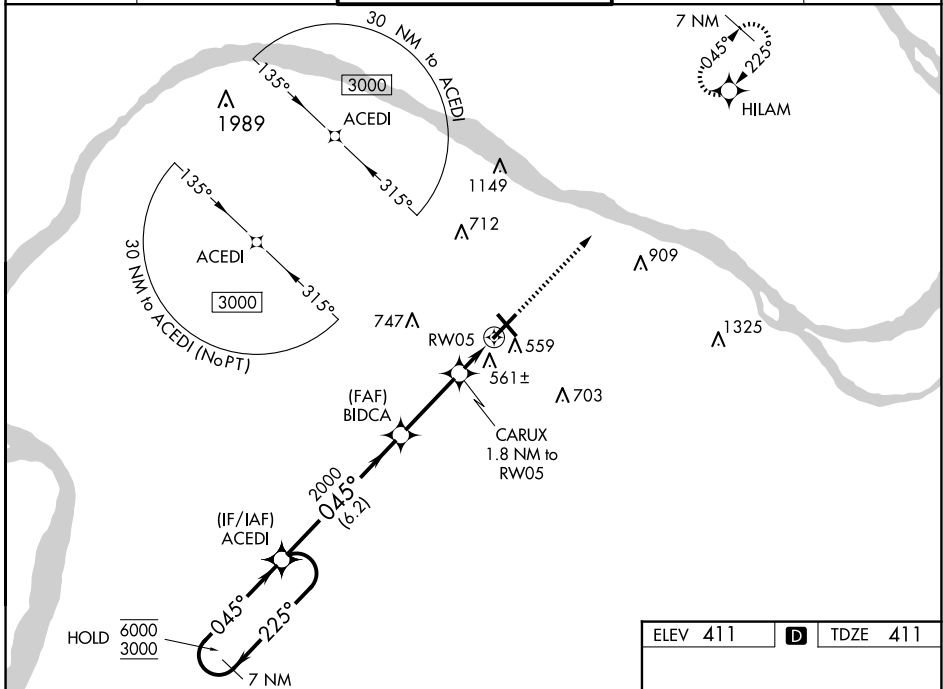 30 NM to ACEDI
135°
3000
ACEDI
315°
1989
7 NM
045°
225°
HILAM
1149
712
909
135°
ACEDI
315°
3000
30 NM to ACEDI (NoPT)
747
RW05
559
561±
1325
703
(FAF)
BIDCA
CARUX
1.8 NM to
RW05
2000
045°
(6.2)
(IF/IAF)
ACEDI
045°
225°
HOLD 6000
3000
7 NM
ELEV 411 D TDZE 411